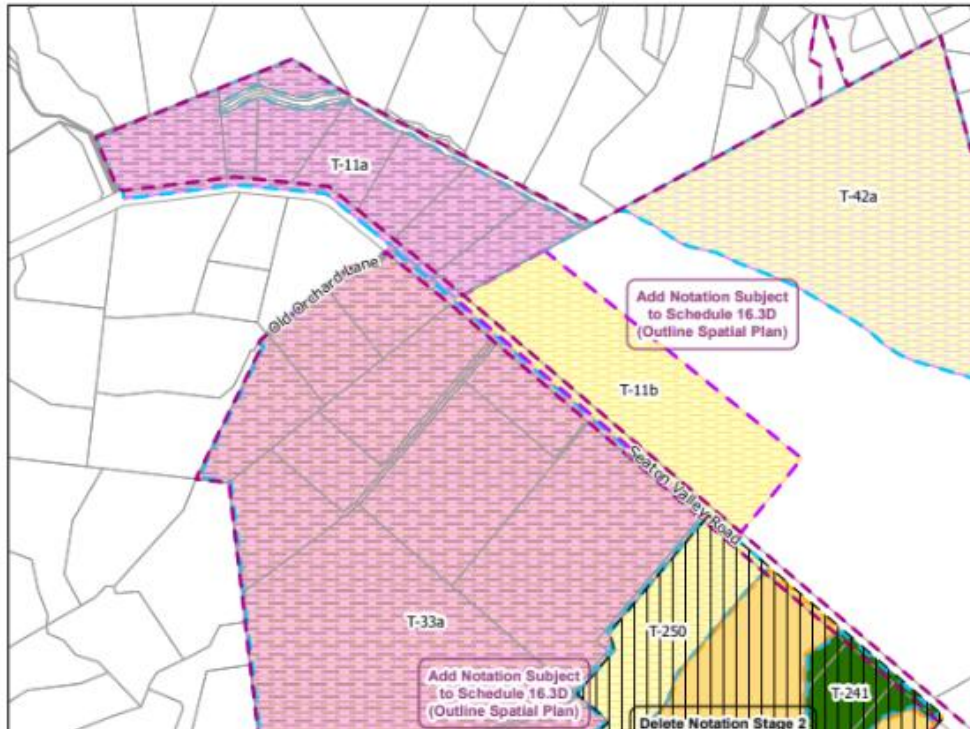 T-11a
T-42a
Old Orchard Lane
Add Notation Subject
to Schedule 16.3D
(Outline Spatial Plan)
T-11b
Seaton Valley Road
T-33a
T-250
Add Notation Subject
to Schedule 16.3D
(Outline Spatial Plan)
T-241
Delete Notation Stage 2